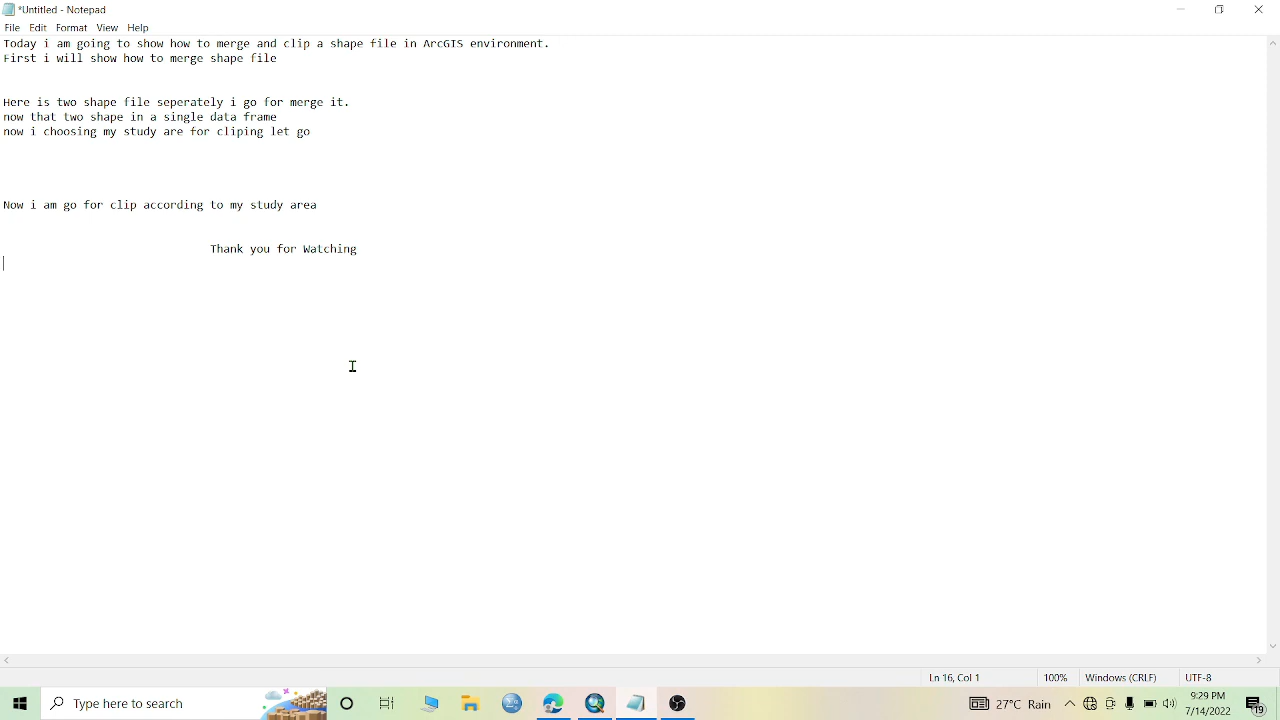 *Untitled - Notepad
File Edit Format View Help
Today i am going to show how to merge and clip a shape file in ArcGIS environment.
First i will show how to merge shape file
Here is two shape file seperately i go for merge it.
now that two shape in a single data frame
now i choosing my study are for cliping let go
Now i am go for clip according to my study area
Thank you for Watching
Ln 16, Col 1 100% Windows (CRLF) UTF-8
Type here to search
27°C Rain
9:29 PM
7/14/2022
19